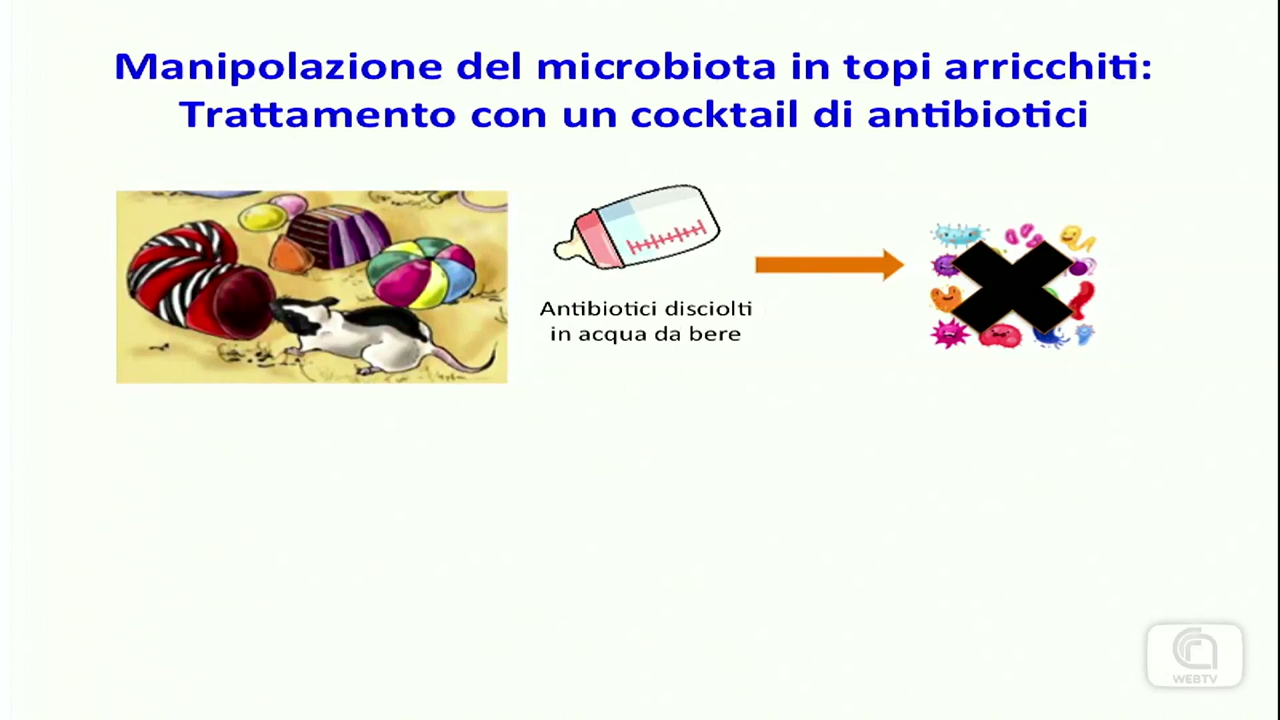 Manipolazione del microbiota in topi arricchiti:
Trattamento con un cocktail di antibiotici
Antibiotici disciolti
in acqua da bere
WEBTV